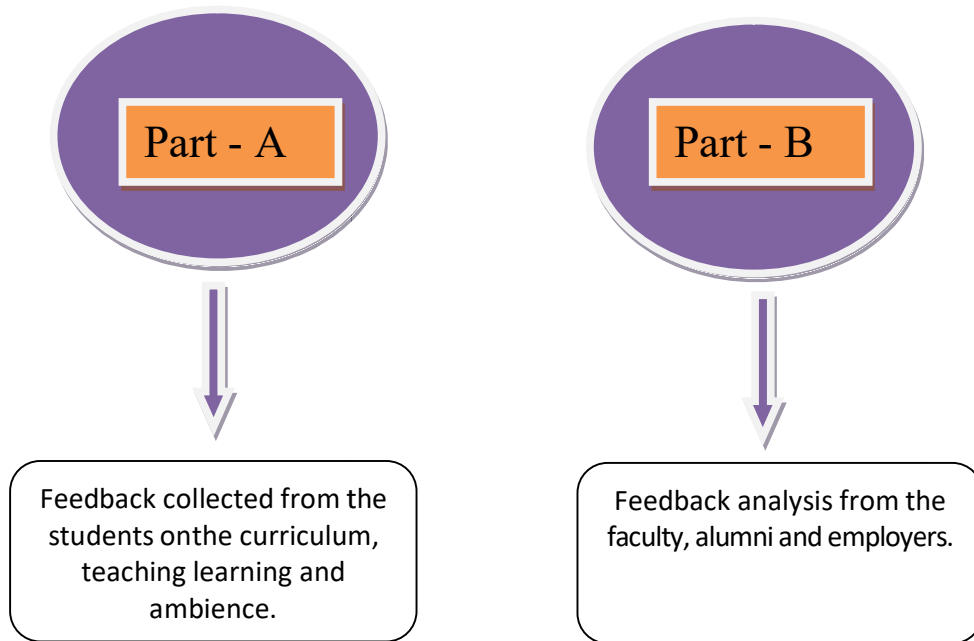 Part - A
Part - B
Feedback collected from the
students onthe curriculum,
teaching learning and
ambience.
Feedback analysis from the
faculty, alumni and employers.